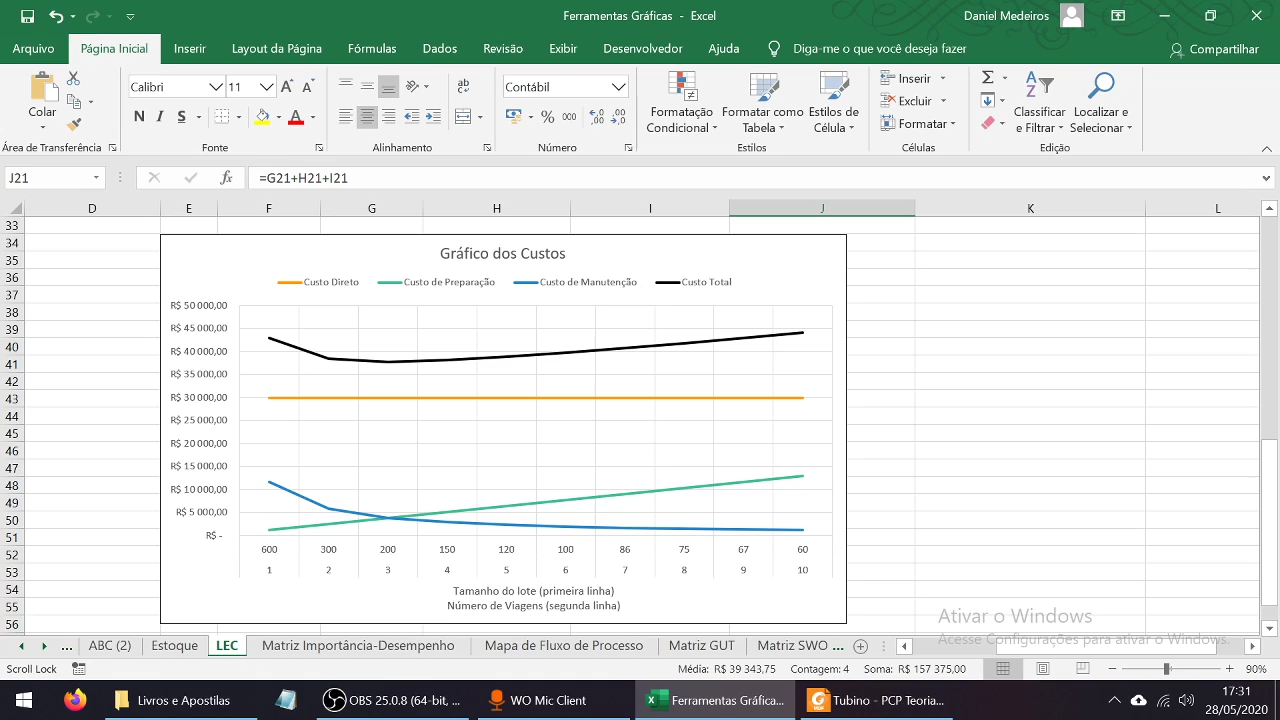 Ferramentas Gráficas - Excel
Daniel Medeiros
Arquivo Página Inicial Inserir Layout da Página Fórmulas Dados Revisão Exibir Desenvolvedor Ajuda Diga-me o que você deseja fazer Compartilhar
Colar
Calibri 11
N I S
Contábil
% 000
Formatação Condicional
Formatar como Tabela
Estilos de Célula
Inserir
Excluir
Formatar
Classificar e Filtrar
Localizar e Selecionar
Área de Transferência Fonte Alinhamento Número Estilos Células Edição
J21 fx =G21+H21+I21
D E F G H I J K L
33
34
35
36
37
38
39
40
41
42
43
44
45
46
47
48
49
50
51
52
53
54
55
56
Gráfico dos Custos
Custo Direto Custo de Preparação Custo de Manutenção Custo Total
R$ 50 000,00
R$ 45 000,00
R$ 40 000,00
R$ 35 000,00
R$ 30 000,00
R$ 25 000,00
R$ 20 000,00
R$ 15 000,00
R$ 10 000,00
R$ 5 000,00
R$ -
600 300 200 150 120 100 86 75 67 60
1 2 3 4 5 6 7 8 9 10
Tamanho do lote (primeira linha)
Número de Viagens (segunda linha)
Ativar o Windows
Acesse Configurações para ativar o Windows.
... ABC (2) Estoque LEC Matriz Importância-Desempenho Mapa de Fluxo de Processo Matriz GUT Matriz SWO ...
Scroll Lock Média: R$ 39 343,75 Contagem: 4 Soma: R$ 157 375,00 90%
Livros e Apostilas OBS 25.0.8 (64-bit, ... WO Mic Client Ferramentas Gráfica... Tubino - PCP Teoria...
17:31
28/05/2020